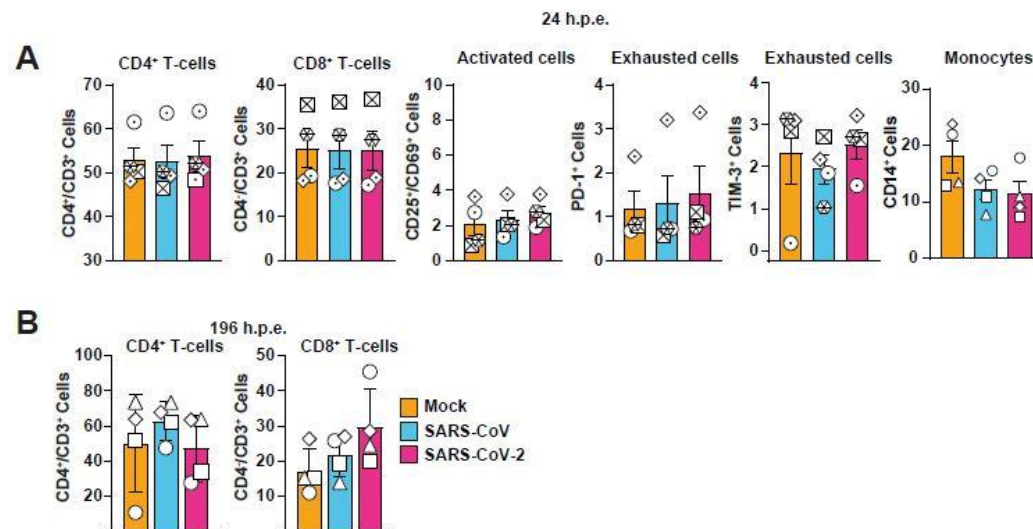 24 h.p.e.
A
CD4⁺ T-cells
CD4⁺/CD3⁺ Cells
70
60
50
40
30
CD8⁺ T-cells
CD4⁻/CD3⁺ Cells
40
30
20
10
0
Activated cells
CD25⁺/CD69⁺ Cells
10
8
6
4
2
0
Exhausted cells
PD-1⁺ Cells
4
3
2
1
0
Exhausted cells
TIM-3⁺ Cells
4
3
2
1
0
Monocytes
CD14⁺ Cells
30
20
10
0
B
196 h.p.e.
CD4⁺ T-cells
CD4⁺/CD3⁺ Cells
100
80
60
40
20
CD8⁺ T-cells
CD4⁻/CD3⁺ Cells
50
40
30
20
10
Mock
SARS-CoV
SARS-CoV-2